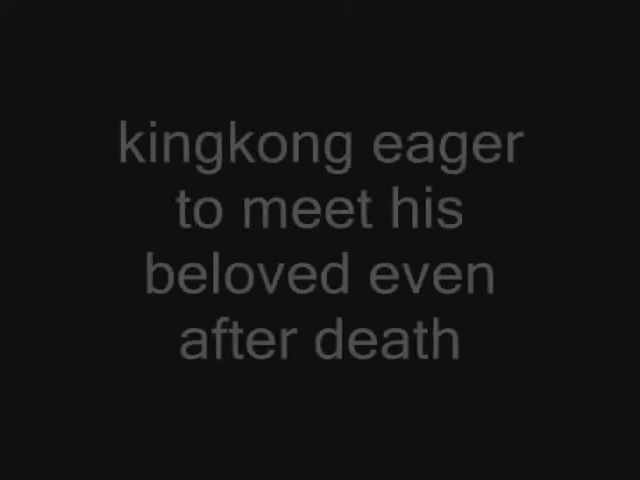 kingkong eager
to meet his
beloved even
after death